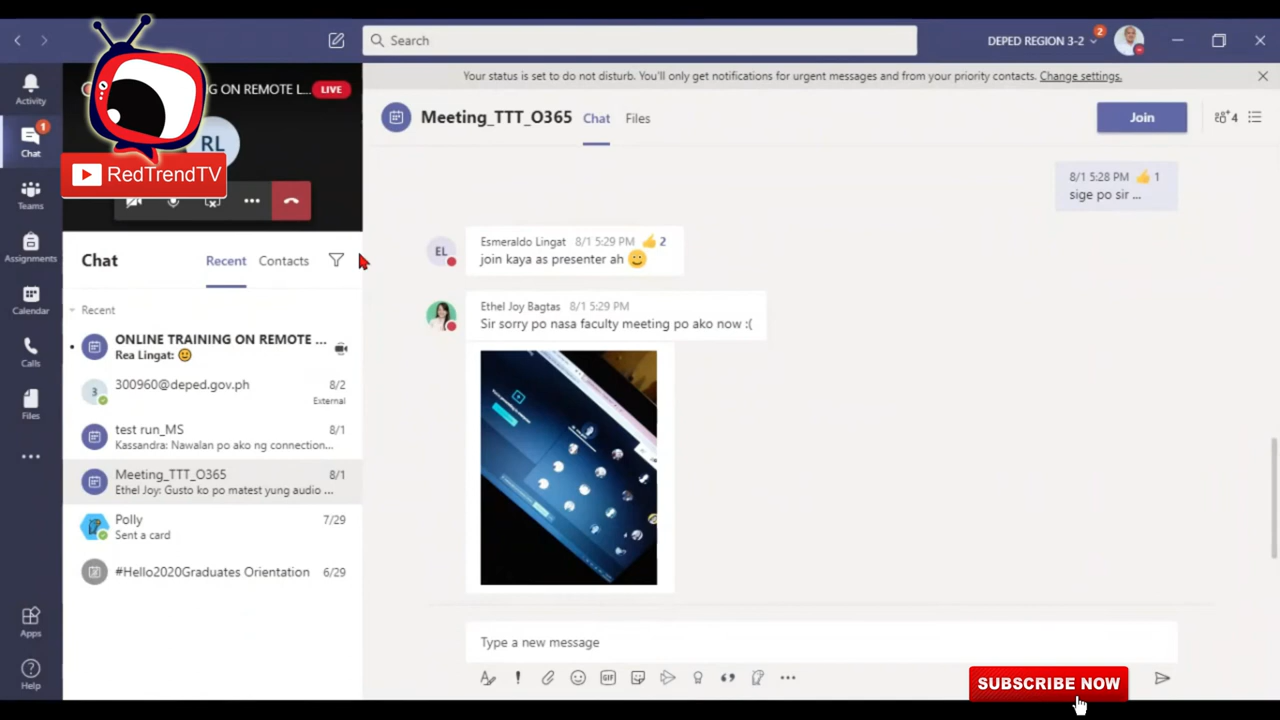 Search
DEPED REGION 3-2
2
Your status is set to do not disturb. You'll only get notifications for urgent messages and from your priority contacts. Change settings.
Activity
1
Chat
Teams
Assignments
Calendar
Calls
Files
Apps
Help
NG ON REMOTE L...
LIVE
RL
RedTrendTV
Chat
Recent
Contacts
Recent
ONLINE TRAINING ON REMOTE ...
Rea Lingat:
3
300960@deped.gov.ph
8/2
External
test run_MS
8/1
Kassandra: Nawalan po ako ng connection...
Meeting_TTT_O365
8/1
Ethel Joy: Gusto ko po matest yung audio ...
Polly
7/29
Sent a card
#Hello2020Graduates Orientation
6/29
Meeting_TTT_O365
Chat
Files
Join
4
8/1 5:28 PM 1
sige po sir ...
EL
Esmeraldo Lingat 8/1 5:29 PM 2
join kaya as presenter ah
Ethel Joy Bagtas 8/1 5:29 PM
Sir sorry po nasa faculty meeting po ako now :(
Type a new message
GIF
SUBSCRIBE NOW